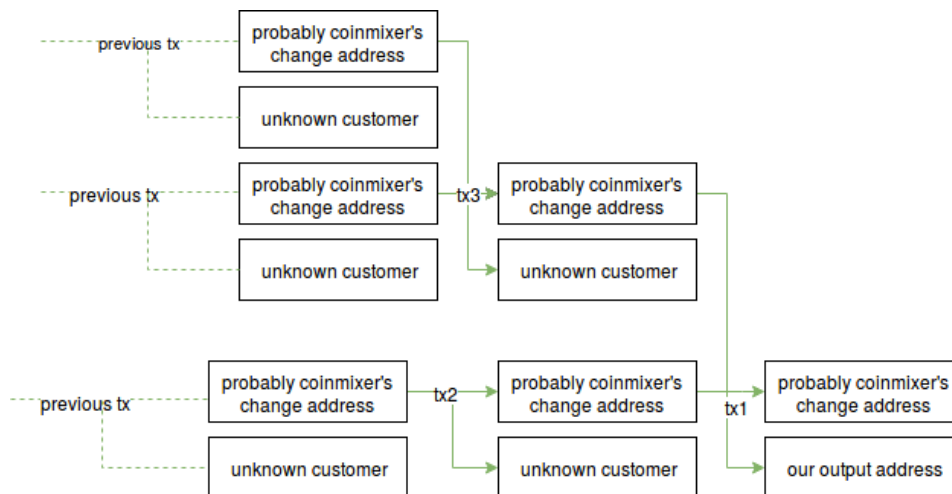 previous tx
probably coinmixer's
change address
unknown customer
previous tx
probably coinmixer's
change address
tx3
probably coinmixer's
change address
unknown customer
unknown customer
previous tx
probably coinmixer's
change address
tx2
probably coinmixer's
change address
tx1
probably coinmixer's
change address
unknown customer
unknown customer
our output address